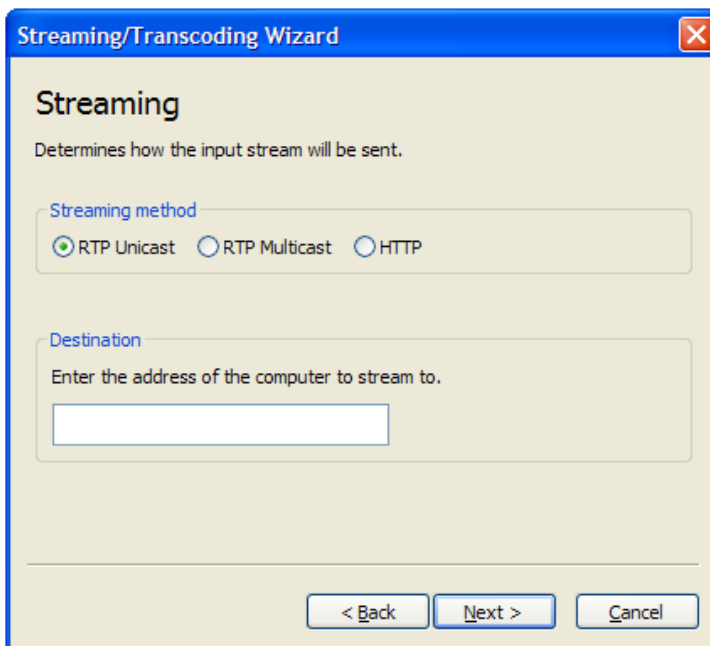 Streaming/Transcoding Wizard
Streaming
Determines how the input stream will be sent.
Streaming method
RTP Unicast RTP Multicast HTTP
Destination
Enter the address of the computer to stream to.
< Back Next > Cancel